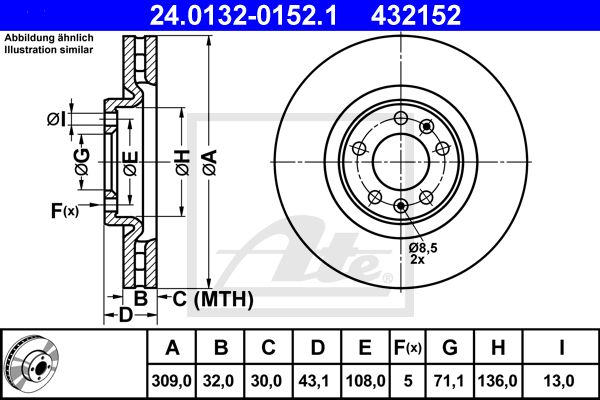 24.0132-0152.1 432152
Abbildung ähnlich
Illustration similar
ØI
ØG
ØE
ØH
ØA
F(x)
B
C (MTH)
D
Ø8,5
2x
Ate
A B C D E F(x) G H I
309,0 32,0 30,0 43,1 108,0 5 71,1 136,0 13,0